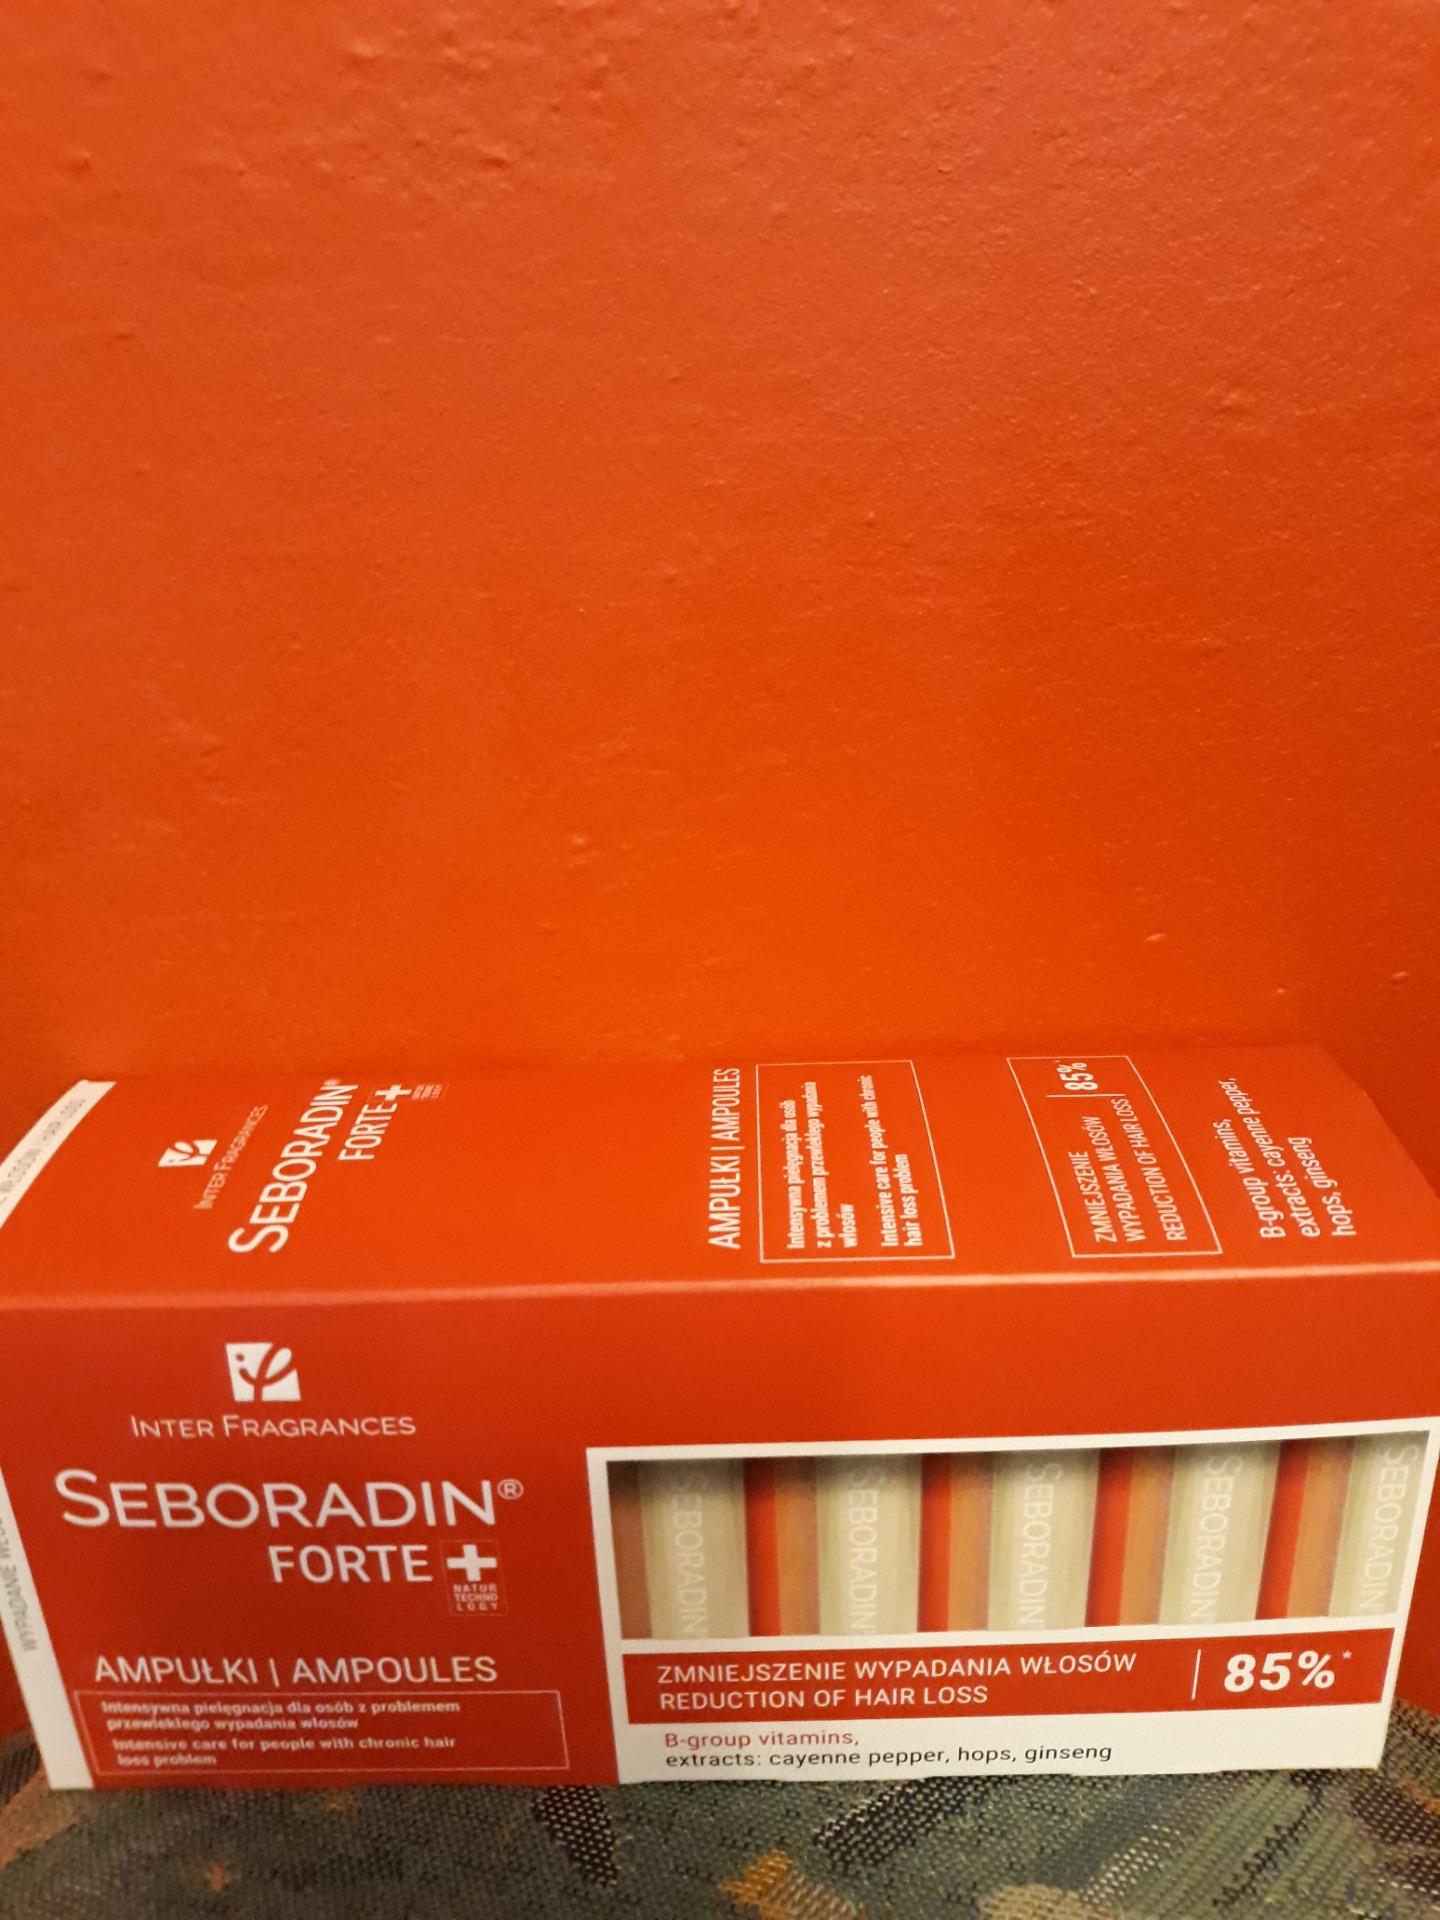 INTER FRAGRANCES
SEBORADIN®
FORTE+
AMPUŁKI | AMPOULES
Intensywna pielęgnacja dla osób
z problemem przewlekłego wypadania
włosów
Intensive care for people with chronic
hair loss problem
ZMNIEJSZENIE
WYPADANIA WŁOSÓW
REDUCTION OF HAIR LOSS
85%*
B-group vitamins,
extracts: cayenne pepper,
hops, ginseng
INTER FRAGRANCES
SEBORADIN®
FORTE +
NATUR
TECHNO
LOGY
AMPUŁKI | AMPOULES
Intensywna pielęgnacja dla osób z problemem
przewlekłego wypadania włosów
Intensive care for people with chronic hair
loss problem
SEBORADIN
SEBORADIN
SEBORADIN
SEBORADIN
SEBORADIN
ZMNIEJSZENIE WYPADANIA WŁOSÓW
REDUCTION OF HAIR LOSS
85%*
B-group vitamins,
extracts: cayenne pepper, hops, ginseng
WYPADANIE